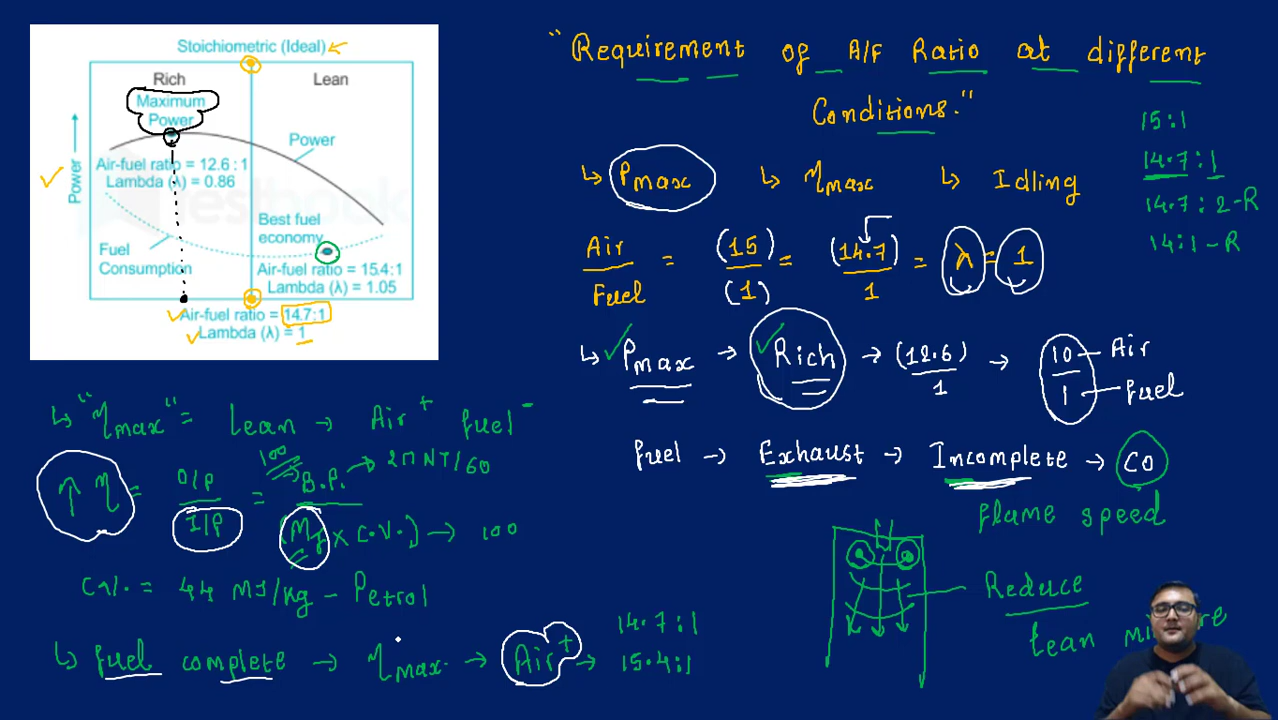 Stoichiometric (Ideal)
Rich
Lean
Maximum
Power
Power
Power
Air-fuel ratio = 12.6 : 1
Lambda (λ) = 0.86
Best fuel
economy
Fuel
Consumption
Air-fuel ratio = 15.4:1
Lambda (λ) = 1.05
Air-fuel ratio = 14.7:1
Lambda (λ) = 1
"Requirement of A/F Ratio at different
Conditions."
15:1
14.7 : 1
14.7 : 2 - R
14:1 - R
↳ Pmax ↳ ηmax ↳ Idling
Air/Fuel = (15)/(1) = (14.7)/1 = λ = 1
↳ Pmax → Rich → (12.6)/1 → 10/1 Air fuel
fuel → Exhaust → Incomplete → CO
flame speed
Reduce
lean
↳ "ηmax" = Lean → Air+ fuel-
↑ η = O/P / I/P = 100 B.P. / (Mf × C.V.) → 100
→ 2ΠNT/60
= 44 MJ/kg - Petrol
↳ fuel complete → ηmax. → Air+ →
14.7:1
15.4:1